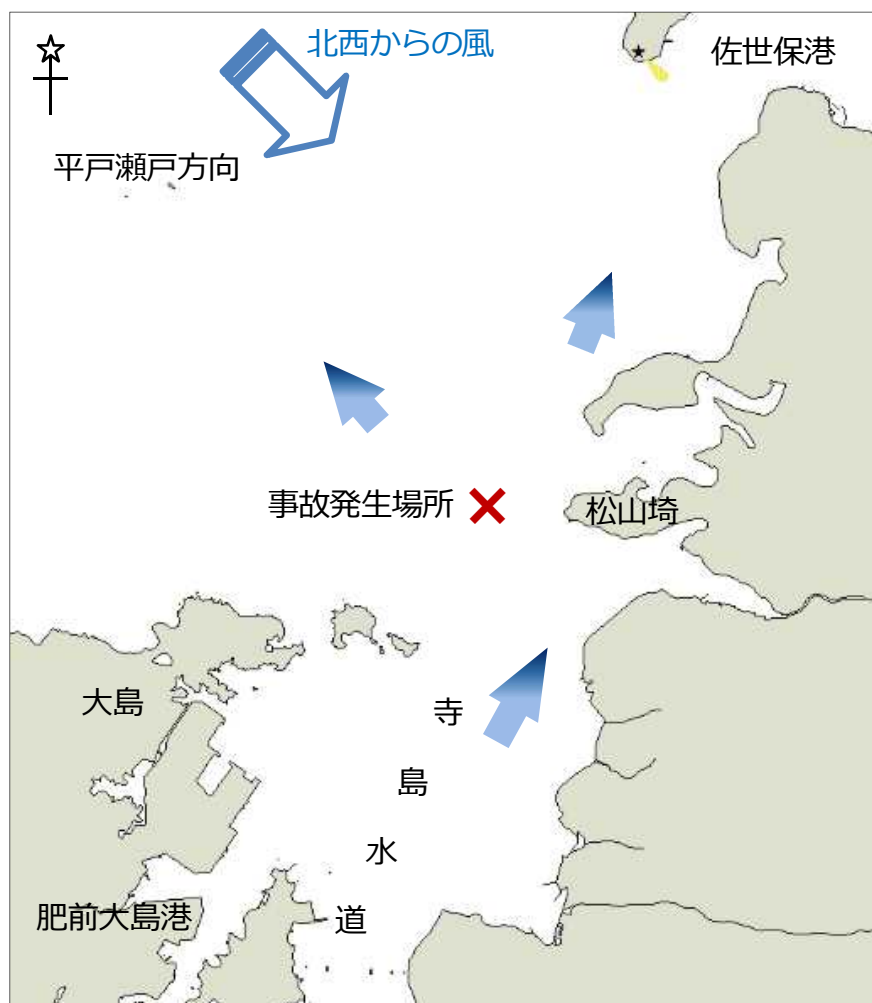 北西からの風
佐世保港
平戸瀬戸方向
事故発生場所
松山埼
大島
寺島水道
肥前大島港